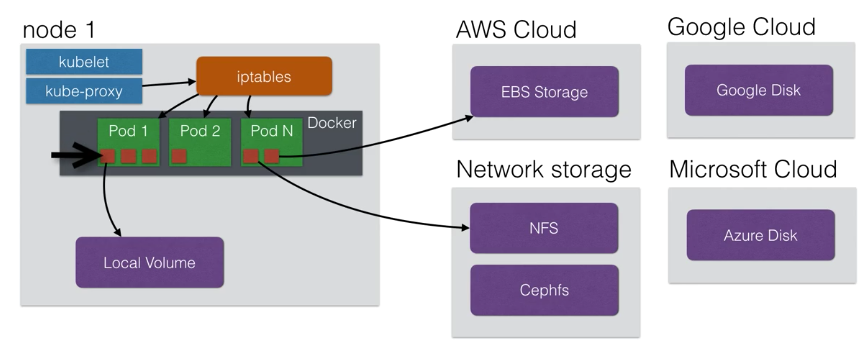 node 1
kubelet
kube-proxy
iptables
Docker
Pod 1
Pod 2
Pod N
Local Volume
AWS Cloud
EBS Storage
Google Cloud
Google Disk
Network storage
NFS
Cephfs
Microsoft Cloud
Azure Disk